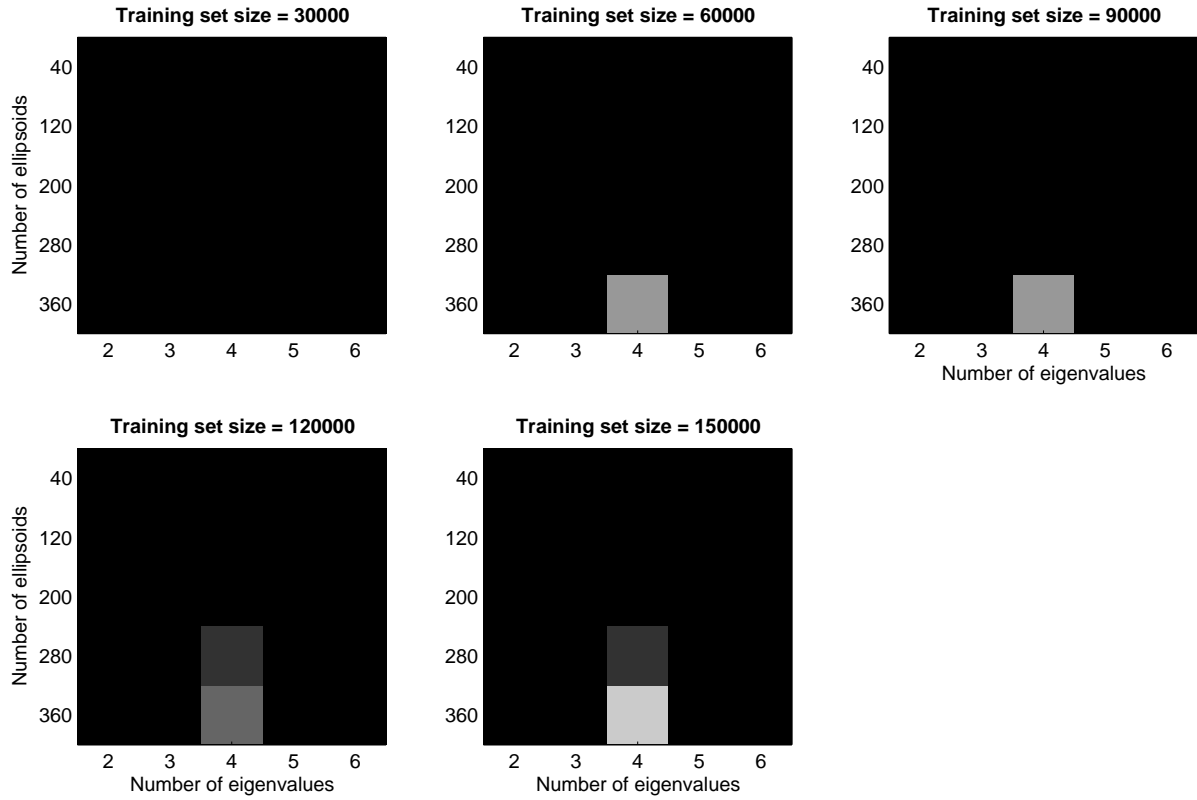 Training set size = 30000
Number of ellipsoids
40
120
200
280
360
2 3 4 5 6
Training set size = 60000
40
120
200
280
360
2 3 4 5 6
Training set size = 90000
40
120
200
280
360
2 3 4 5 6
Number of eigenvalues
Training set size = 120000
Number of ellipsoids
40
120
200
280
360
2 3 4 5 6
Number of eigenvalues
Training set size = 150000
40
120
200
280
360
2 3 4 5 6
Number of eigenvalues